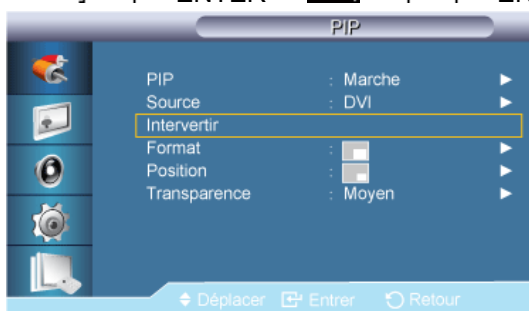 PIP
PIP : Marche
Source : DVI
Intervertir
Format :
Position :
Transparence : Moyen
Déplacer Entrer Retour